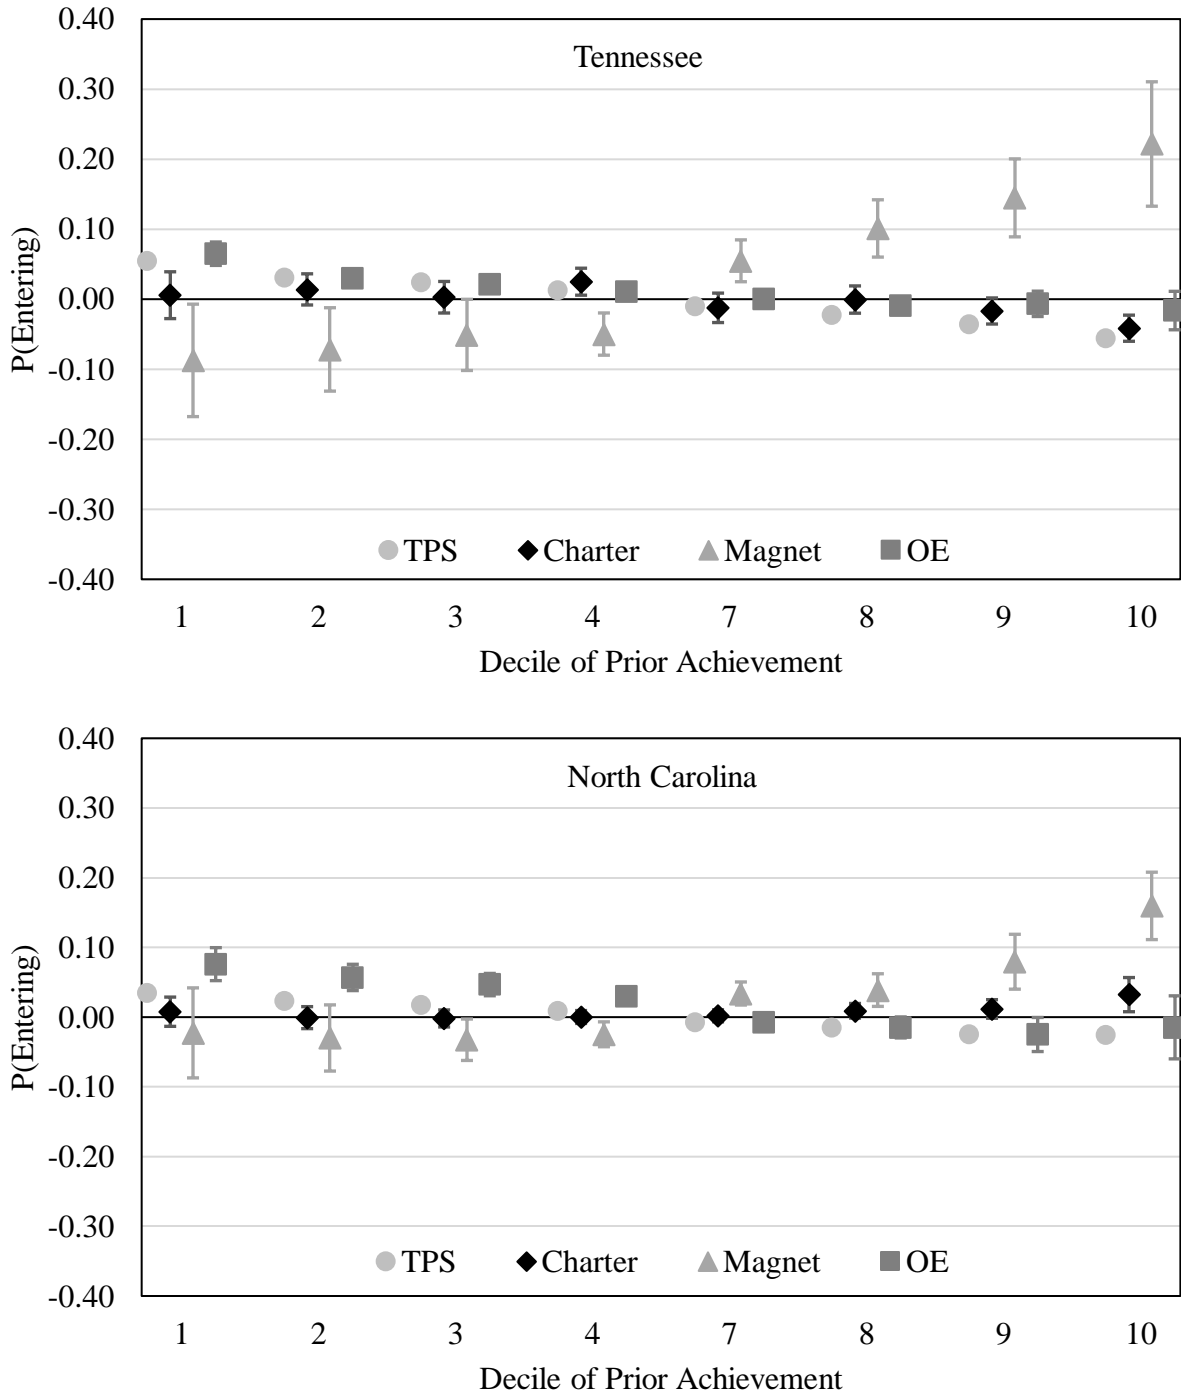 Tennessee
P(Entering)
0.40
0.30
0.20
0.10
0.00
-0.10
-0.20
-0.30
-0.40
TPS Charter Magnet OE
1 2 3 4 7 8 9 10
Decile of Prior Achievement
North Carolina
P(Entering)
0.40
0.30
0.20
0.10
0.00
-0.10
-0.20
-0.30
-0.40
TPS Charter Magnet OE
1 2 3 4 7 8 9 10
Decile of Prior Achievement